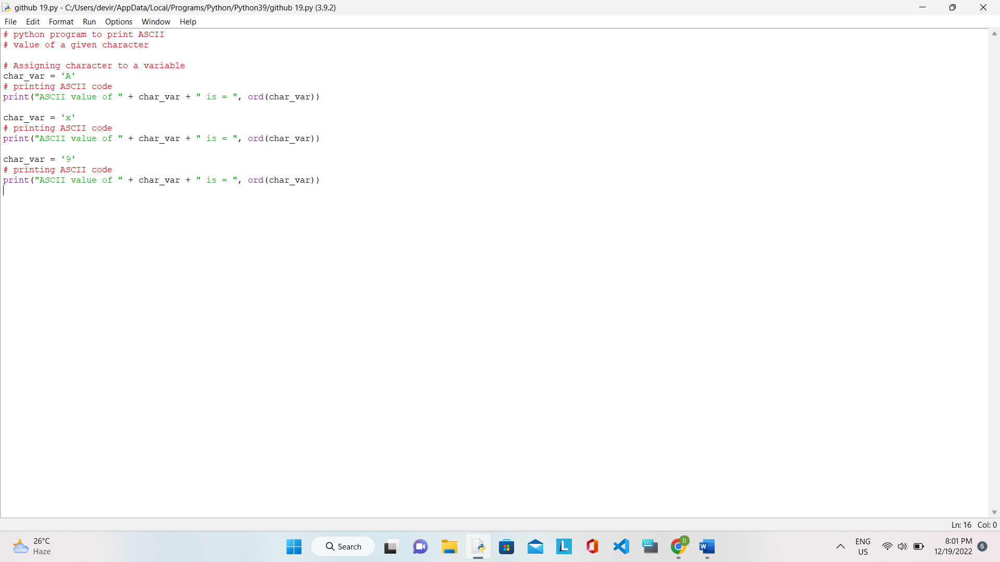 github 19.py - C:/Users/devir/AppData/Local/Programs/Python/Python39/github 19.py (3.9.2)
File Edit Format Run Options Window Help
# python program to print ASCII
# value of a given character
# Assigning character to a variable
char_var = 'A'
# printing ASCII code
print("ASCII value of " + char_var + " is = ", ord(char_var))
char_var = 'x'
# printing ASCII code
print("ASCII value of " + char_var + " is = ", ord(char_var))
char_var = '9'
# printing ASCII code
print("ASCII value of " + char_var + " is = ", ord(char_var))
Ln: 16 Col: 0
26°C
Haze
Search
L
D
W
ENG
US
8:01 PM
12/19/2022
6